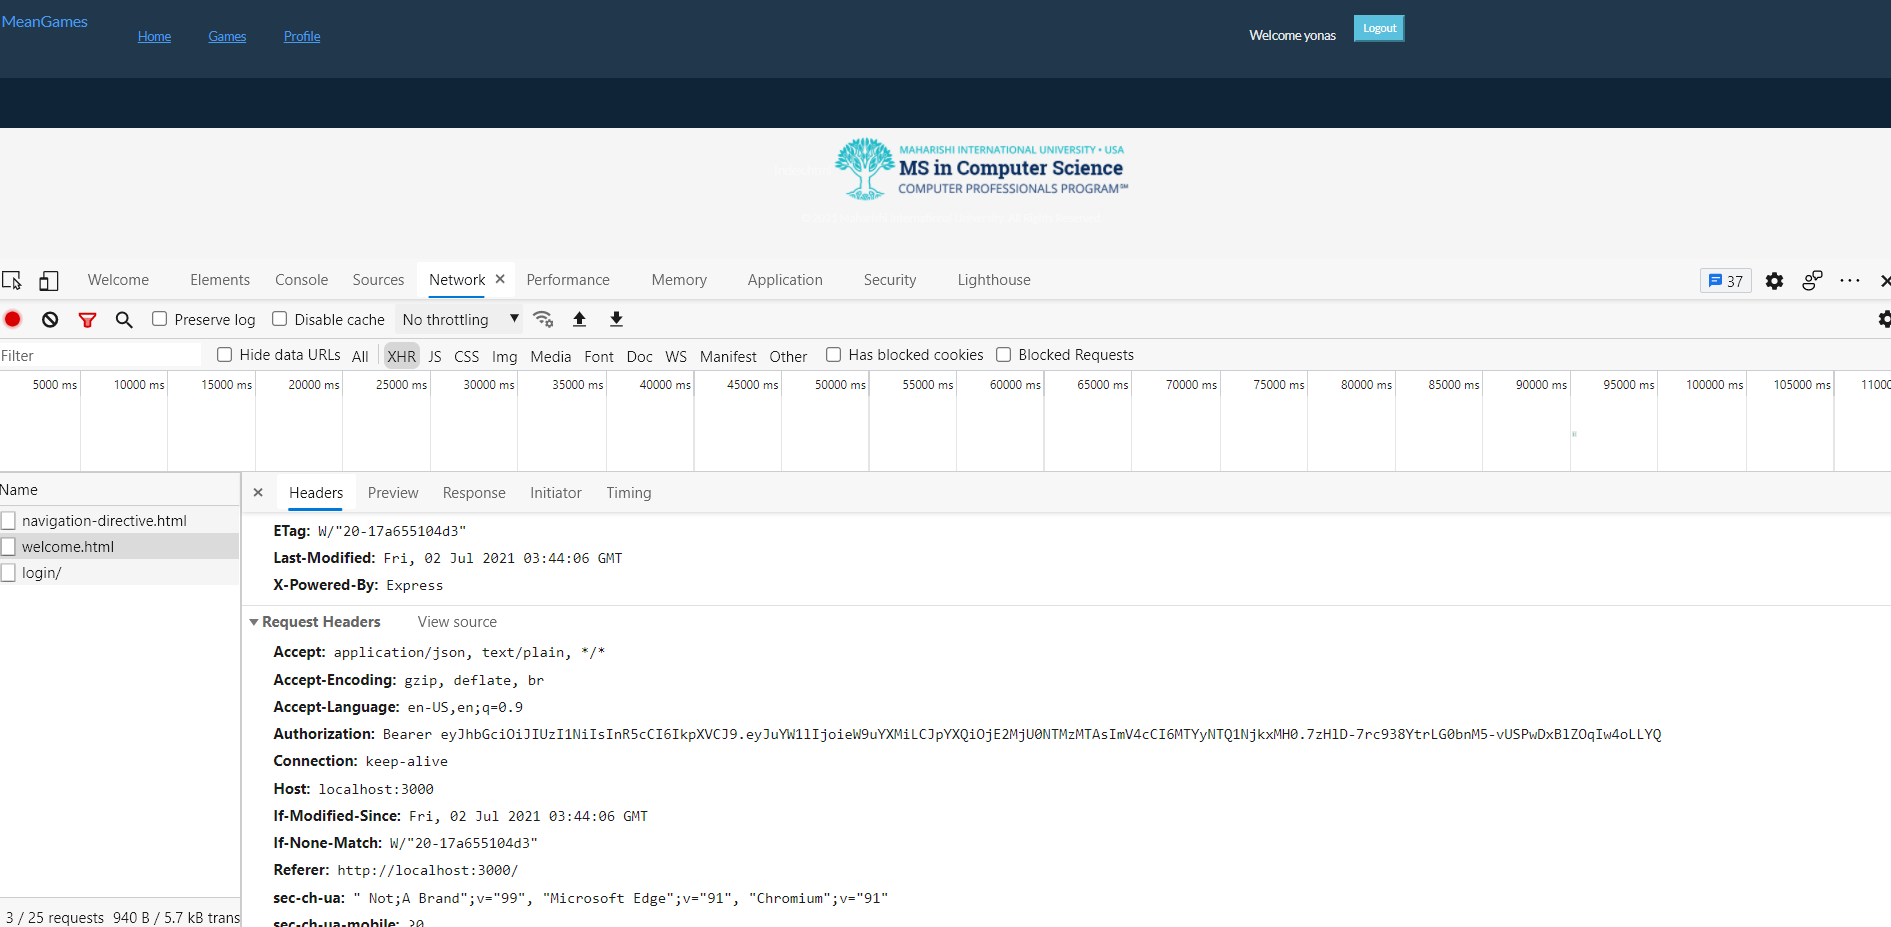 MeanGames
Home Games Profile
Welcome yonas Logout
MAHARISHI INTERNATIONAL UNIVERSITY • USA
MS in Computer Science
COMPUTER PROFESSIONALS PROGRAM℠
Welcome Elements Console Sources Network Performance Memory Application Security Lighthouse 37
Preserve log Disable cache No throttling
Filter Hide data URLs All XHR JS CSS Img Media Font Doc WS Manifest Other Has blocked cookies Blocked Requests
5000 ms 10000 ms 15000 ms 20000 ms 25000 ms 30000 ms 35000 ms 40000 ms 45000 ms 50000 ms 55000 ms 60000 ms 65000 ms 70000 ms 75000 ms 80000 ms 85000 ms 90000 ms 95000 ms 100000 ms 105000 ms 11000
Name
navigation-directive.html
welcome.html
login/
3 / 25 requests 940 B / 5.7 kB trans
Headers Preview Response Initiator Timing
ETag: W/"20-17a655104d3"
Last-Modified: Fri, 02 Jul 2021 03:44:06 GMT
X-Powered-By: Express
Request Headers View source
Accept: application/json, text/plain, */*
Accept-Encoding: gzip, deflate, br
Accept-Language: en-US,en;q=0.9
Authorization: Bearer eyJhbGciOiJIUzI1NiIsInR5cCI6IkpXVCJ9.eyJuYW1lIjoieW9uYXMiLCJpYXQiOjE2MjU0NTMzMTAsImV4cCI6MTYyNTQ1NjkxMH0.7zHlD-7rc938YtrLG0bnM5-vUSPwDxBlZOqIw4oLLYQ
Connection: keep-alive
Host: localhost:3000
If-Modified-Since: Fri, 02 Jul 2021 03:44:06 GMT
If-None-Match: W/"20-17a655104d3"
Referer: http://localhost:3000/
sec-ch-ua: " Not;A Brand";v="99", "Microsoft Edge";v="91", "Chromium";v="91"
sec-ch-ua-mobile: ?0